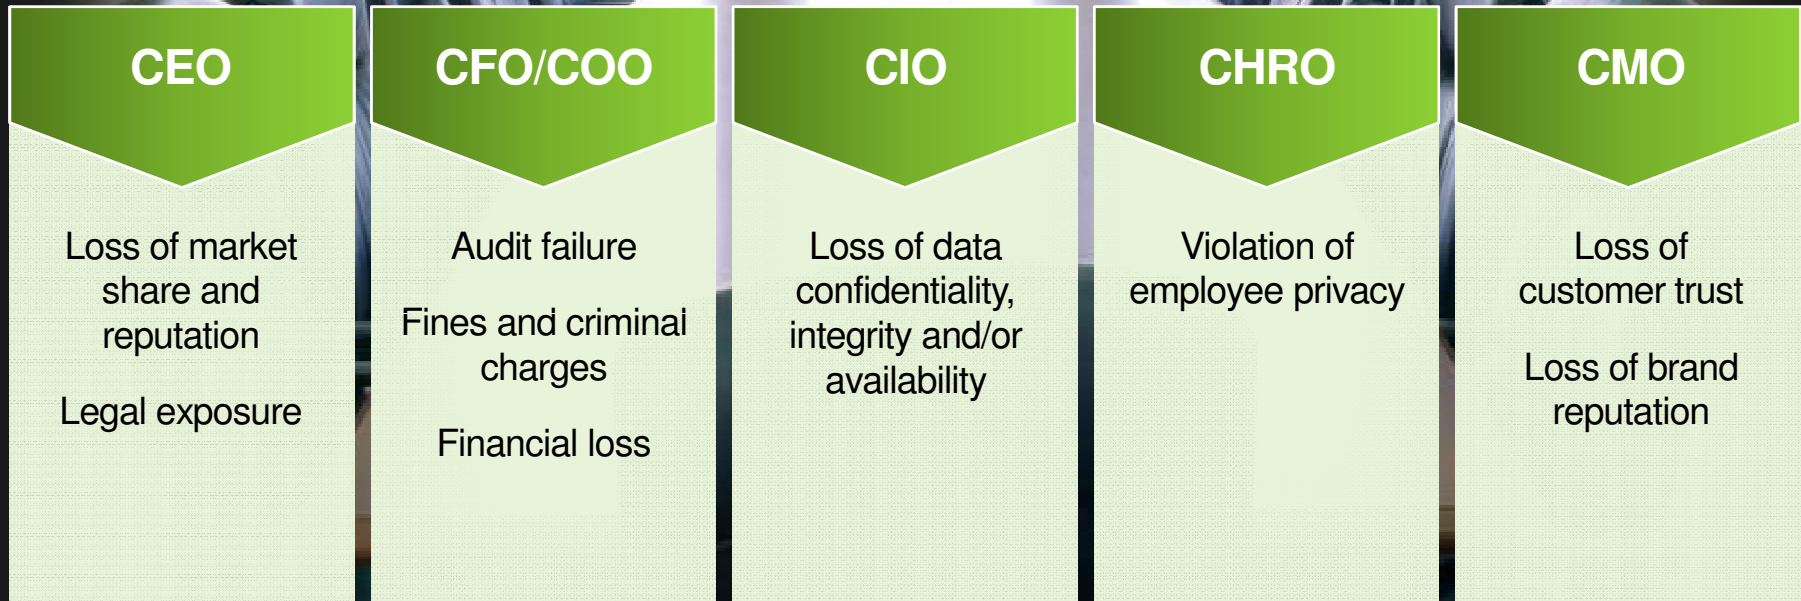 CEO
Loss of market
share and
reputation
Legal exposure
CFO/COO
Audit failure
Fines and criminal
charges
Financial loss
CIO
Loss of data
confidentiality,
integrity and/or
availability
CHRO
Violation of
employee privacy
CMO
Loss of
customer trust
Loss of brand
reputation